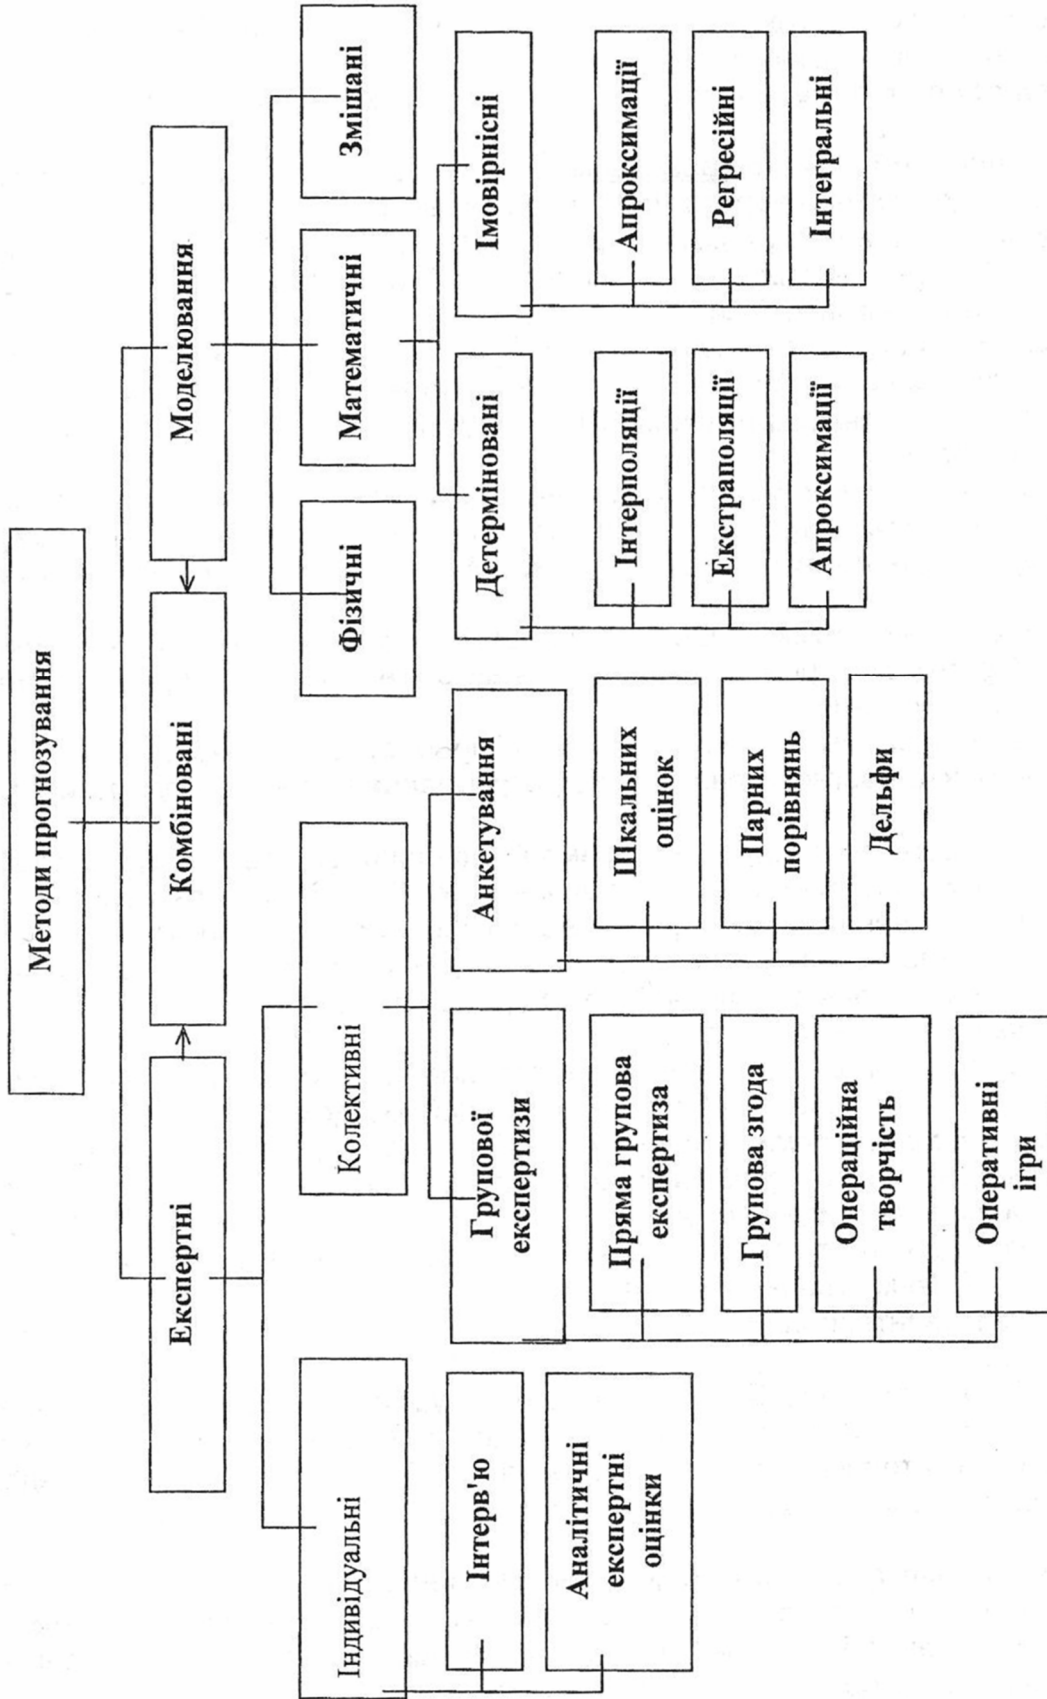 Методи прогнозування
Експертні
Комбіновані
Моделювання
Індивідуальні
Колективні
Фізичні
Математичні
Змішані
Інтерв'ю
Аналітичні
експертні
оцінки
Групової
експертизи
Анкетування
Детерміновані
Імовірнісні
Пряма групова
експертиза
Групова згода
Операційна
творчість
Оперативні
ігри
Шкальних
оцінок
Парних
порівнянь
Дельфи
Інтерполяції
Екстраполяції
Апроксимації
Апроксимації
Регресійні
Інтегральні